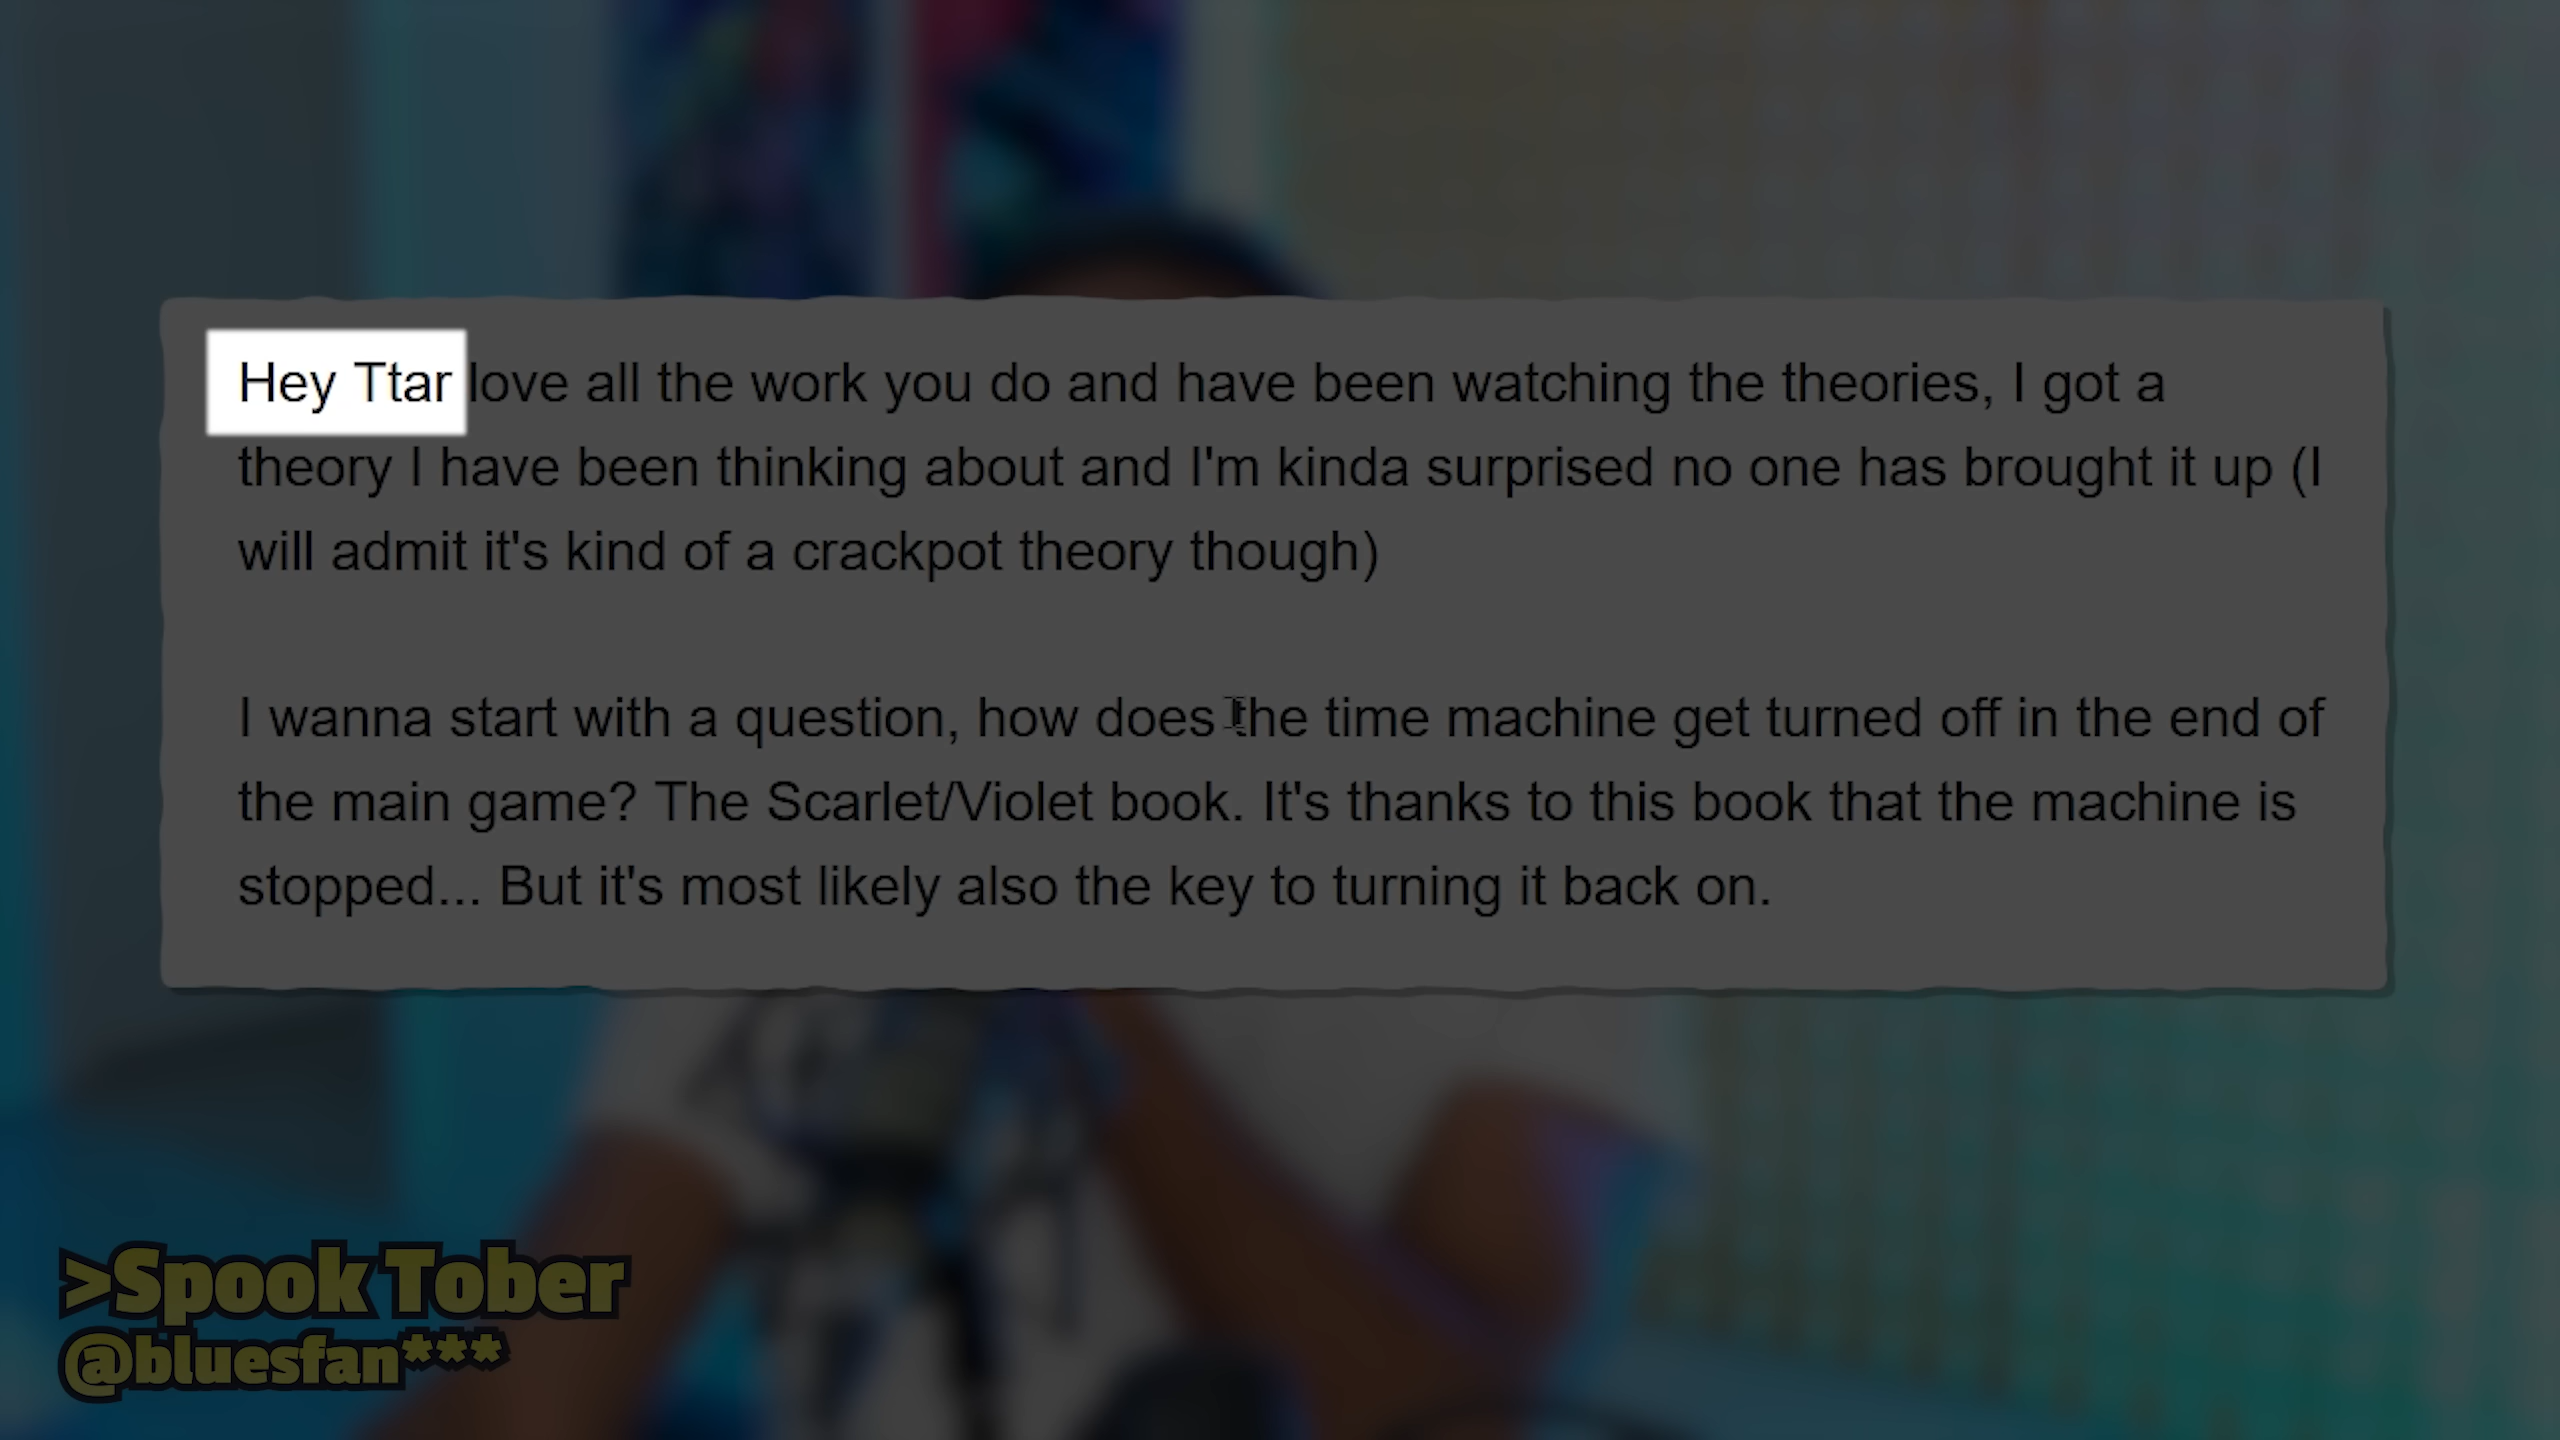 Hey Ttar love all the work you do and have been watching the theories, I got a
theory I have been thinking about and I'm kinda surprised no one has brought it up (I
will admit it's kind of a crackpot theory though)
I wanna start with a question, how does the time machine get turned off in the end of
the main game? The Scarlet/Violet book. It's thanks to this book that the machine is
stopped... But it's most likely also the key to turning it back on.
>Spook Tober
@bluesfan***